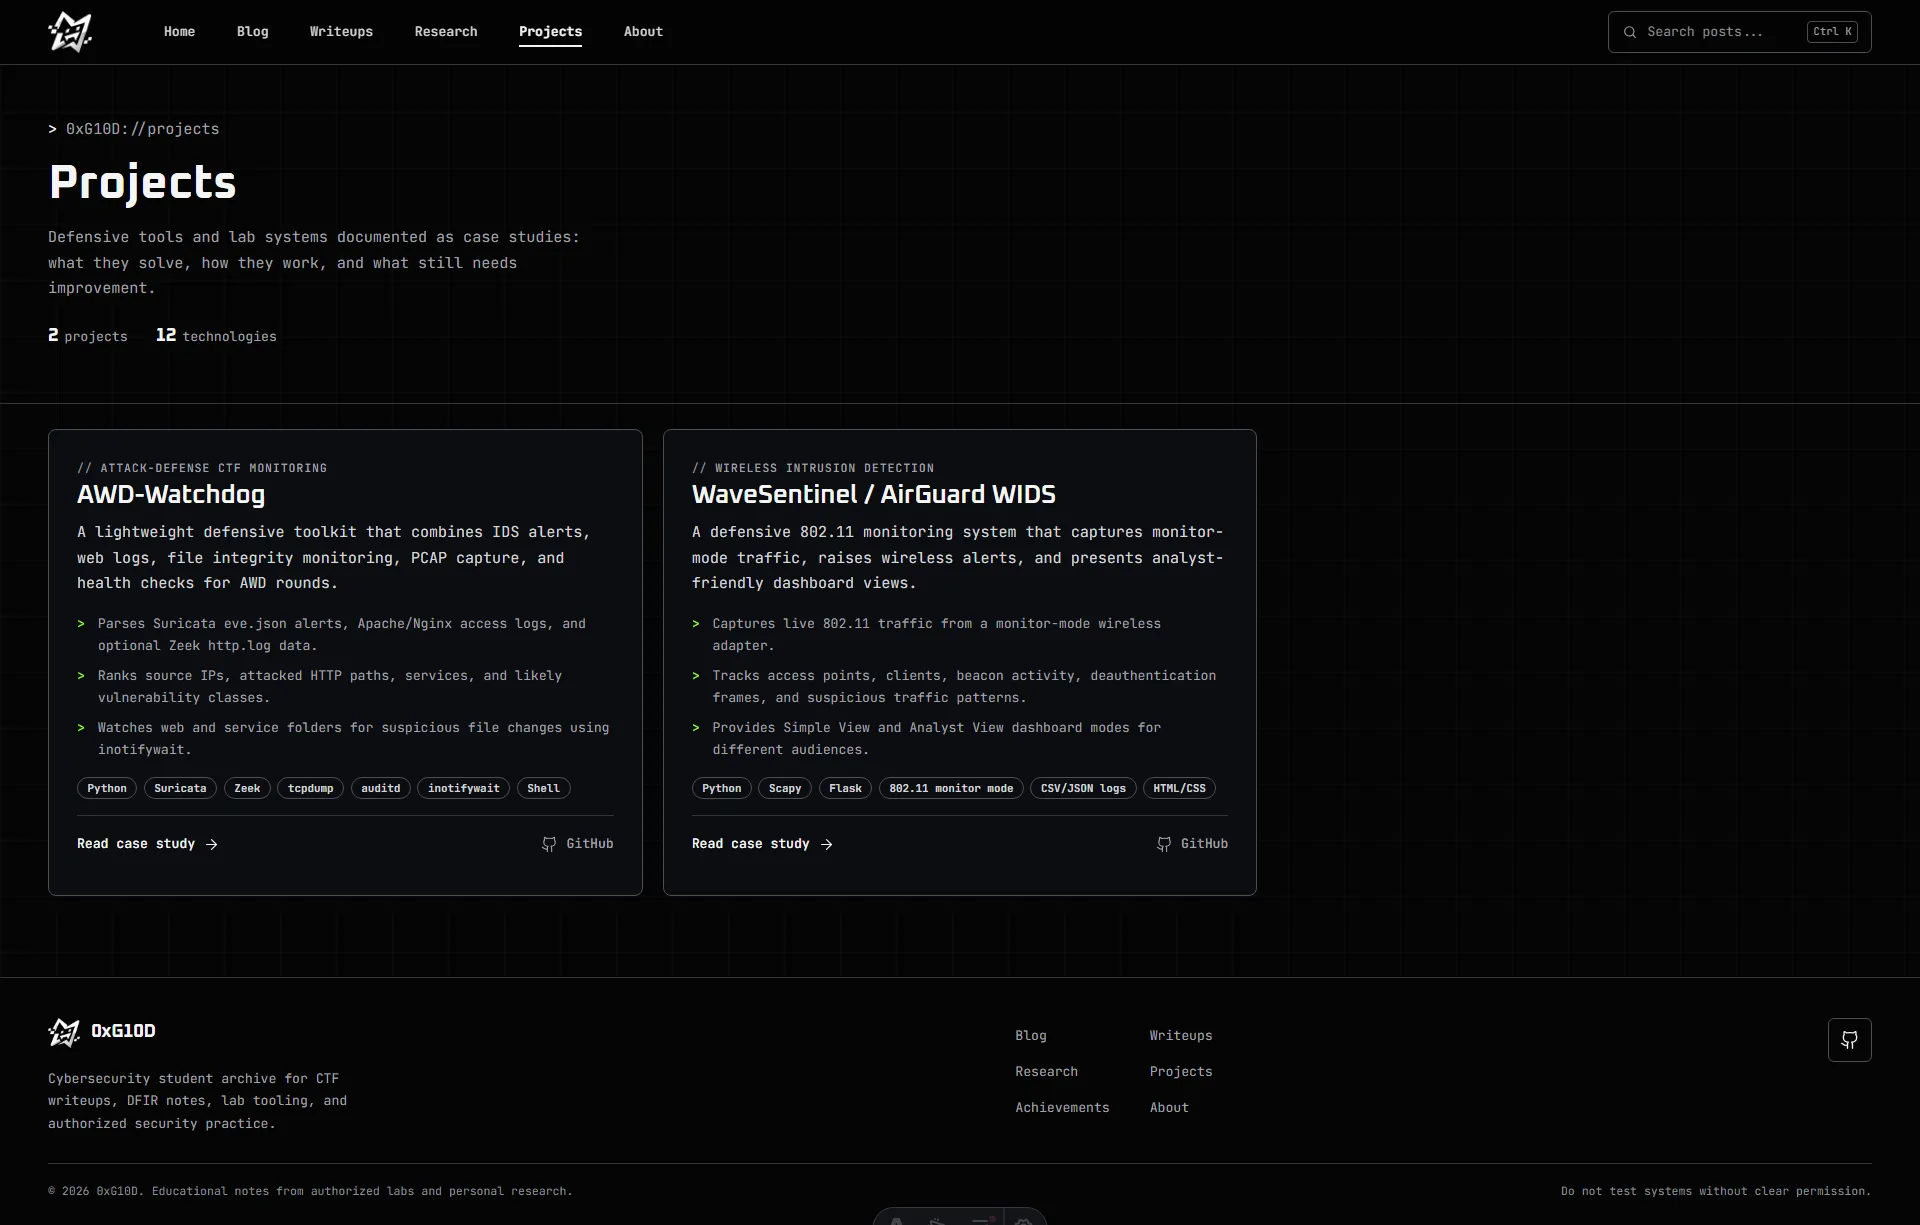 Home Blog Writeups Research Projects About Search posts... Ctrl K
> 0xG10D://projects
Projects
Defensive tools and lab systems documented as case studies:
what they solve, how they work, and what still needs
improvement.
2 projects 12 technologies
// ATTACK-DEFENSE CTF MONITORING
AWD-Watchdog
A lightweight defensive toolkit that combines IDS alerts,
web logs, file integrity monitoring, PCAP capture, and
health checks for AWD rounds.
> Parses Suricata eve.json alerts, Apache/Nginx access logs, and
optional Zeek http.log data.
> Ranks source IPs, attacked HTTP paths, services, and likely
vulnerability classes.
> Watches web and service folders for suspicious file changes using
inotifywait.
Python Suricata Zeek tcpdump auditd inotifywait Shell
Read case study → GitHub
// WIRELESS INTRUSION DETECTION
WaveSentinel / AirGuard WIDS
A defensive 802.11 monitoring system that captures monitor-
mode traffic, raises wireless alerts, and presents analyst-
friendly dashboard views.
> Captures live 802.11 traffic from a monitor-mode wireless
adapter.
> Tracks access points, clients, beacon activity, deauthentication
frames, and suspicious traffic patterns.
> Provides Simple View and Analyst View dashboard modes for
different audiences.
Python Scapy Flask 802.11 monitor mode CSV/JSON logs HTML/CSS
Read case study → GitHub
0xG10D
Cybersecurity student archive for CTF
writeups, DFIR notes, lab tooling, and
authorized security practice.
Blog Writeups
Research Projects
Achievements About
© 2026 0xG10D. Educational notes from authorized labs and personal research.
Do not test systems without clear permission.